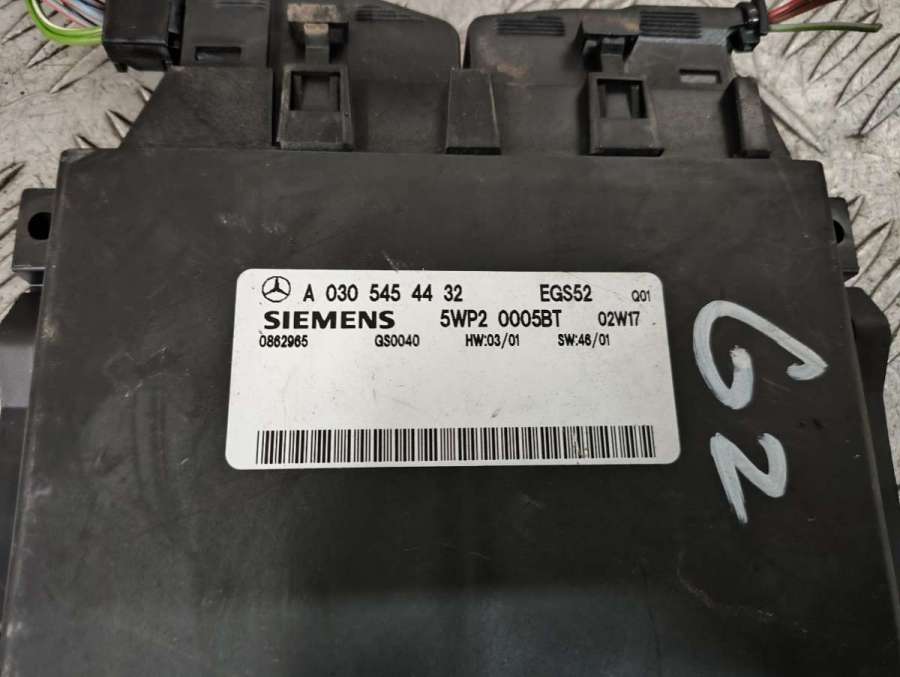 A 030 545 44 32 EGS52 Q01
SIEMENS 5WP2 0005BT 02W17
0862965 GS0040 HW:03/01 SW:46/01
G2